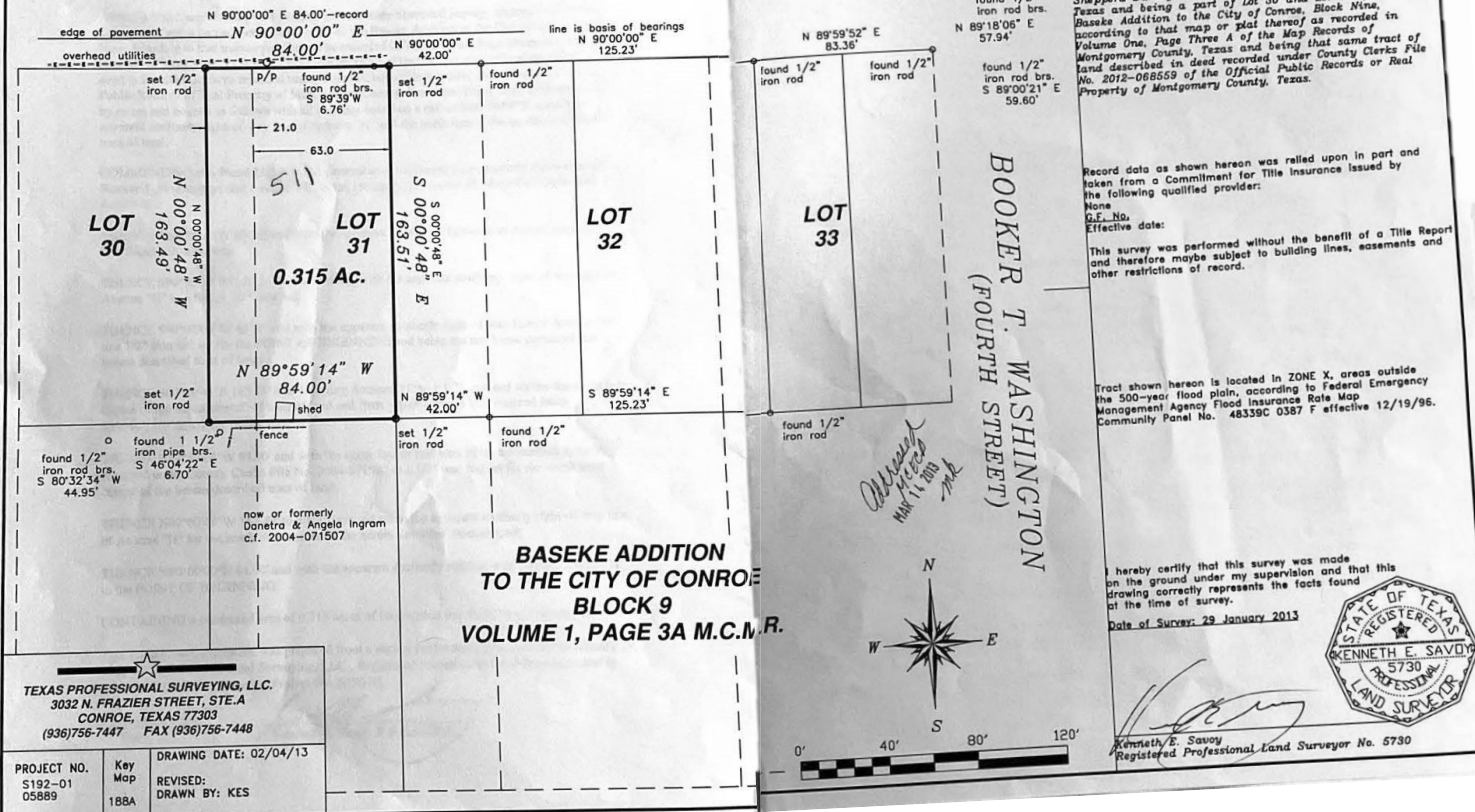 N 90°00'00" E 84.00'-record
edge of pavement
N 90°00'00" E
84.00'
line is basis of bearings
N 90°00'00" E
42.00'
N 90°00'00" E
125.23'
overhead utilities
set 1/2"
iron rod
P/P
found 1/2"
iron rod brs.
S 89°39'W
6.76'
set 1/2"
iron rod
found 1/2"
iron rod
21.0
63.0
511
LOT
30
N 00°00'48" W
163.49'
N 00°00'48" W
LOT
31
0.315 Ac.
S 00°00'48" E
S 00°00'48" E
163.51'
LOT
32
N 89°59'14" W
84.00'
set 1/2"
iron rod
shed
fence
N 89°59'14" W
42.00'
S 89°59'14" E
125.23'
set 1/2"
iron rod
found 1/2"
iron rod
found 1/2"
iron rod brs.
S 80°32'34" W
44.95'
found 1 1/2"
iron pipe brs.
S 46°04'22" E
6.70'
now or formerly
Danetra & Angela Ingram
c.f. 2004-071507
BASEKE ADDITION
TO THE CITY OF CONROE
BLOCK 9
VOLUME 1, PAGE 3A M.C.M.R.
TEXAS PROFESSIONAL SURVEYING, LLC.
3032 N. FRAZIER STREET, STE.A
CONROE, TEXAS 77303
(936)756-7447 FAX (936)756-7448
PROJECT NO.
S192-01
05889
Key
Map
188A
DRAWING DATE: 02/04/13
REVISED:
DRAWN BY: KES
N 89°59'52" E
83.36'
found 1/2"
iron rod
found 1/2"
iron rod
iron rod brs.
N 89°18'06" E
57.94'
found 1/2"
iron rod brs.
S 89°00'21" E
59.60'
LOT
33
found 1/2"
iron rod
BOOKER T. WASHINGTON
(FOURTH STREET)
Addressed
MCECD
MAR 14 2013
mk
N
W
E
S
0'
40'
80'
120'
Texas and being a part of Lot 30 and
Baseke Addition to the City of Conroe, Block Nine,
according to that map or plat thereof as recorded in
Volume One, Page Three A of the Map Records of
Montgomery County, Texas and being that same tract of
land described in deed recorded under County Clerks File
No. 2012-068559 of the Official Public Records or Real
Property of Montgomery County, Texas.
Record data as shown hereon was relied upon in part and
taken from a Commitment for Title Insurance issued by
the following qualified provider:
None
G.F. No.
Effective date:
This survey was performed without the benefit of a Title Report
and therefore maybe subject to building lines, easements and
other restrictions of record.
Tract shown hereon is located in ZONE X, areas outside
the 500-year flood plain, according to Federal Emergency
Management Agency Flood Insurance Rate Map
Community Panel No. 48339C 0387 F effective 12/19/96.
I hereby certify that this survey was made
on the ground under my supervision and that this
drawing correctly represents the facts found
at the time of survey.
Date of Survey: 29 January 2013
STATE OF TEXAS
REGISTERED
KENNETH E. SAVOY
5730
PROFESSIONAL
LAND SURVEYOR
Kenneth E. Savoy
Registered Professional Land Surveyor No. 5730